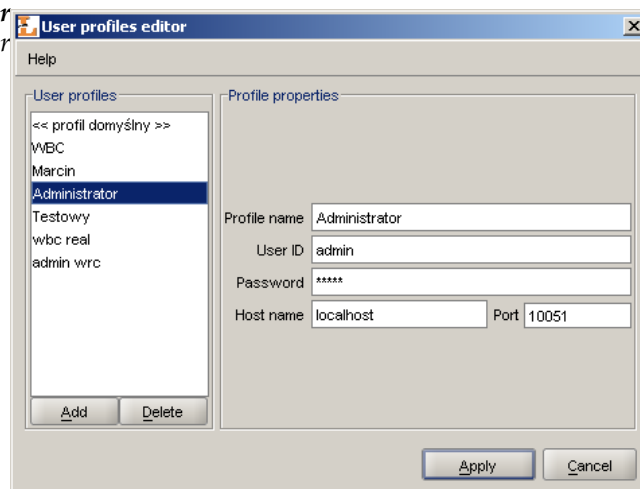 r
User profiles editor
r
Help
User profiles
Profile properties
<< profil domyślny >>
WBC
Marcin
Administrator
Testowy
wbc real
admin wrc
Profile name Administrator
User ID admin
Password *****
Host name localhost Port 10051
Add Delete
Apply Cancel